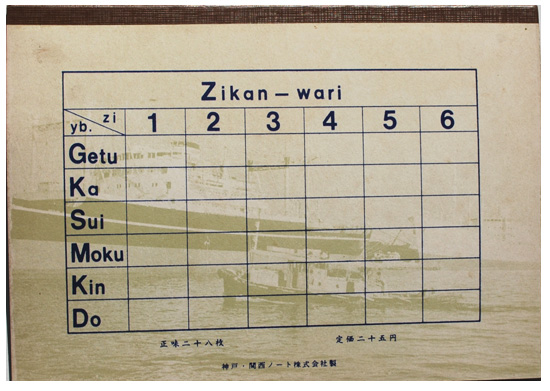 Zikan–wari
zi
yb. 1 2 3 4 5 6
Getu
Ka
Sui
Moku
Kin
Do
正味二十八枚 定価二十五円
神戸・関西ノート株式会社製